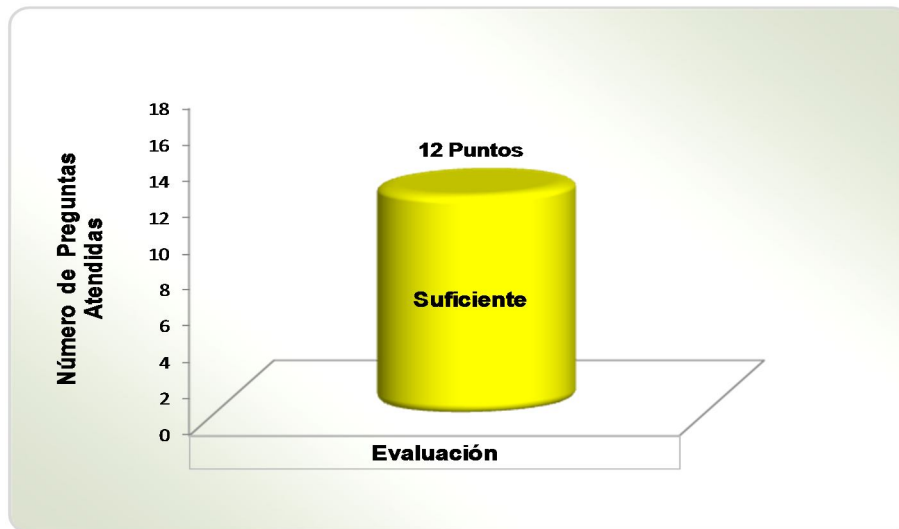 18
16
14
12
10
8
6
4
2
0
Número de Preguntas
Atendidas
12 Puntos
Suficiente
Evaluación